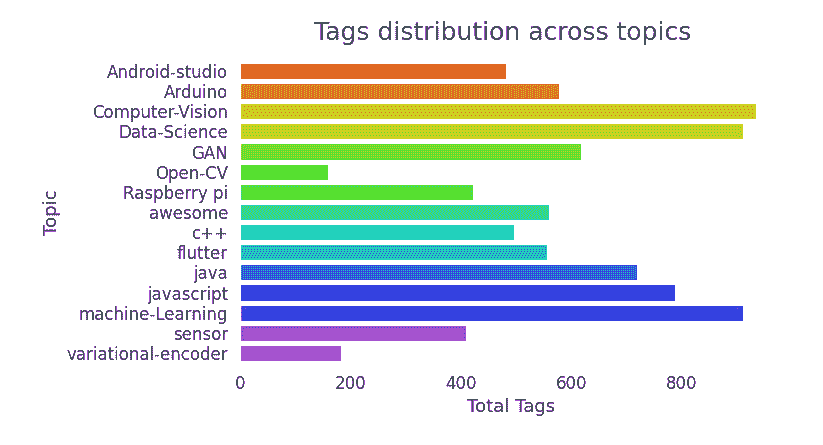 Tags distribution across topics
Android-studio
Arduino
Computer-Vision
Data-Science
GAN
Open-CV
Raspberry pi
awesome
c++
flutter
java
javascript
machine-Learning
sensor
variational-encoder
Topic
0 200 400 600 800
Total Tags